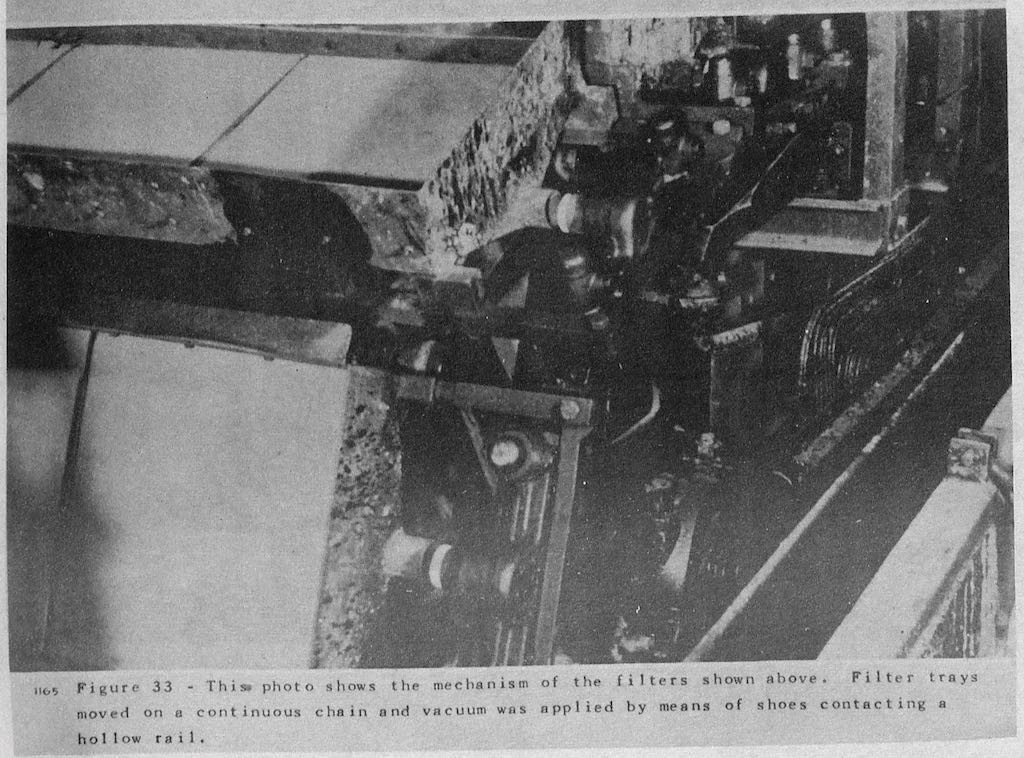 1165 Figure 33 - This photo shows the mechanism of the filters shown above. Filter trays
moved on a continuous chain and vacuum was applied by means of shoes contacting a
hollow rail.